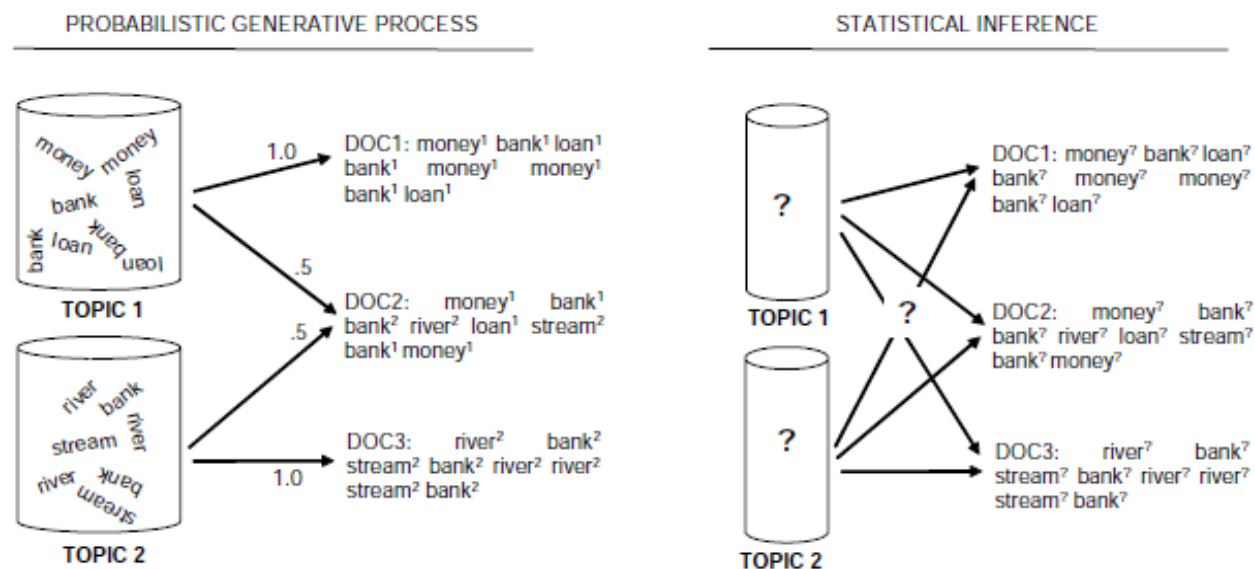 PROBABILISTIC GENERATIVE PROCESS
money
money
loan
bank
bank
loan
bank
loan
TOPIC 1
river
bank
river
stream
river
bank
stream
TOPIC 2
1.0
.5
.5
1.0
DOC1: money¹ bank¹ loan¹
bank¹ money¹ money¹
bank¹ loan¹
DOC2: money¹ bank¹
bank² river² loan¹ stream²
bank¹ money¹
DOC3: river² bank²
stream² bank² river² river²
stream² bank²
STATISTICAL INFERENCE
?
TOPIC 1
?
TOPIC 2
?
DOC1: money? bank? loan?
bank? money? money?
bank? loan?
DOC2: money? bank?
bank? river? loan? stream?
bank? money?
DOC3: river? bank?
stream? bank? river? river?
stream? bank?